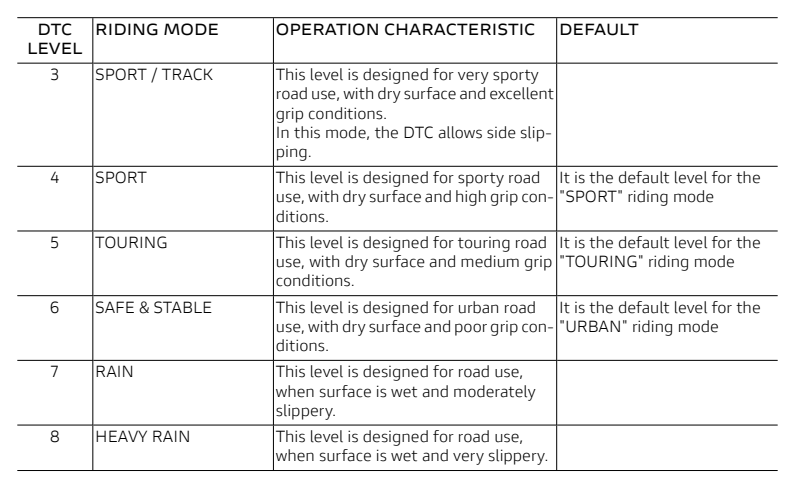 DTC LEVEL RIDING MODE OPERATION CHARACTERISTIC DEFAULT
3 SPORT / TRACK This level is designed for very sporty
road use, with dry surface and excellent
grip conditions.
In this mode, the DTC allows side slip-
ping.
4 SPORT This level is designed for sporty road It is the default level for the
use, with dry surface and high grip con- "SPORT" riding mode
ditions.
5 TOURING This level is designed for touring road It is the default level for the
use, with dry surface and medium grip "TOURING" riding mode
conditions.
6 SAFE & STABLE This level is designed for urban road It is the default level for the
use, with dry surface and poor grip con- "URBAN" riding mode
ditions.
7 RAIN This level is designed for road use,
when surface is wet and moderately
slippery.
8 HEAVY RAIN This level is designed for road use,
when surface is wet and very slippery.